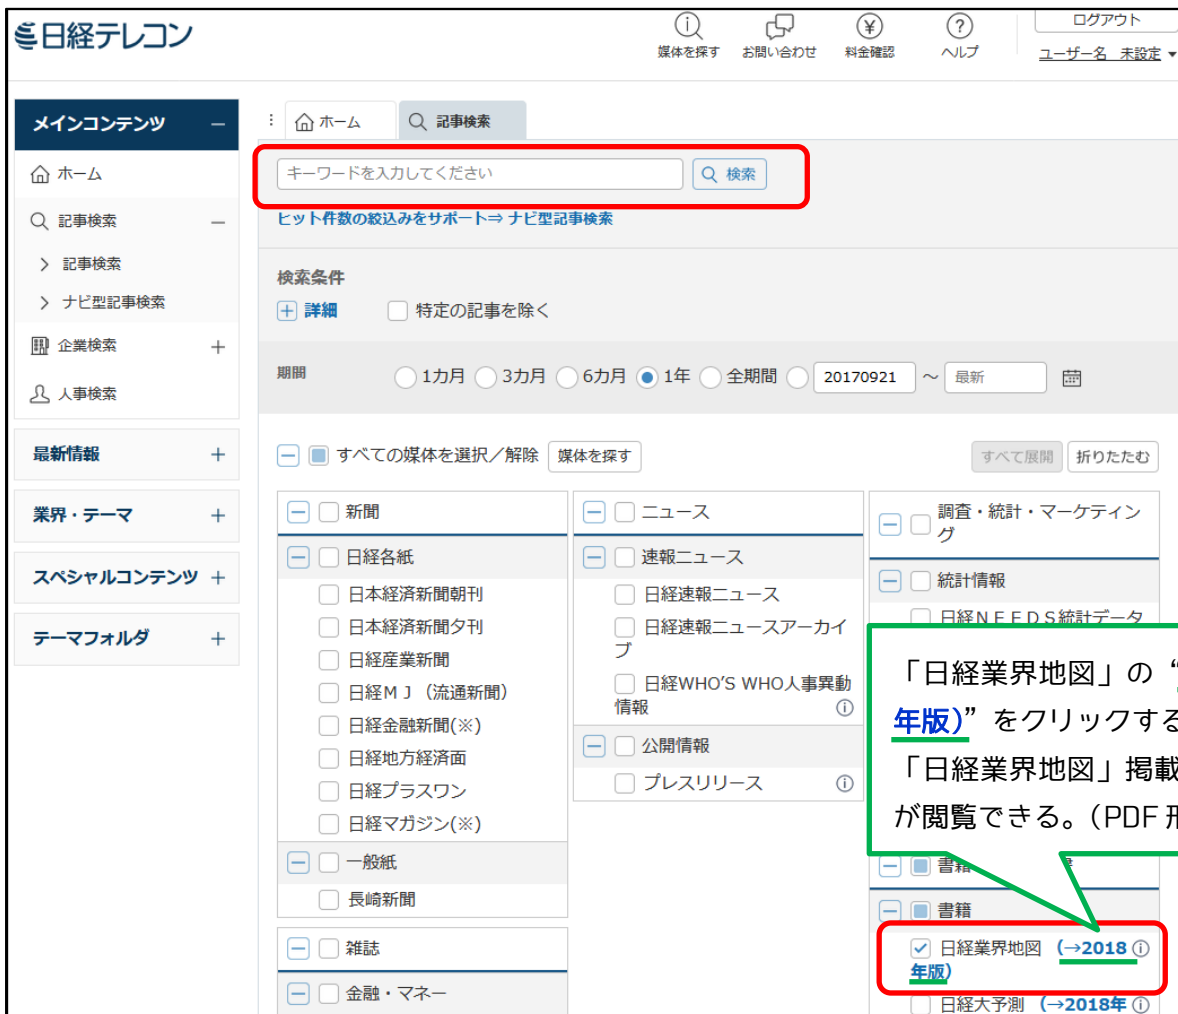 日経テレコン
媒体を探す お問い合わせ 料金確認 ヘルプ
ログアウト
ユーザー名 未設定 ▼
メインコンテンツ －
ホーム
記事検索 －
> 記事検索
> ナビ型記事検索
企業検索 ＋
人事検索
最新情報 ＋
業界・テーマ ＋
スペシャルコンテンツ ＋
テーマフォルダ ＋
ホーム 記事検索
キーワードを入力してください 検索
ヒット件数の絞込みをサポート⇒ ナビ型記事検索
検索条件
＋ 詳細 特定の記事を除く
期間 1カ月 3カ月 6カ月 1年 全期間 20170921 ～ 最新
すべての媒体を選択／解除 媒体を探す すべて展開 折りたたむ
新聞
日経各紙
日本経済新聞朝刊
日本経済新聞夕刊
日経産業新聞
日経ＭＪ（流通新聞）
日経金融新聞(※)
日経地方経済面
日経プラスワン
日経マガジン(※)
一般紙
長崎新聞
雑誌
金融・マネー
ニュース
速報ニュース
日経速報ニュース
日経速報ニュースアーカイ
ブ
日経WHO'S WHO人事異動
情報
公開情報
プレスリリース
調査・統計・マーケティン
グ
統計情報
日経ＮＥＥＤＳ統計データ
「日経業界地図」の“
年版)”をクリックする
「日経業界地図」掲載
が閲覧できる。(PDF 形
書籍
書籍
日経業界地図 (→2018
年版)
日経大予測 (→2018年